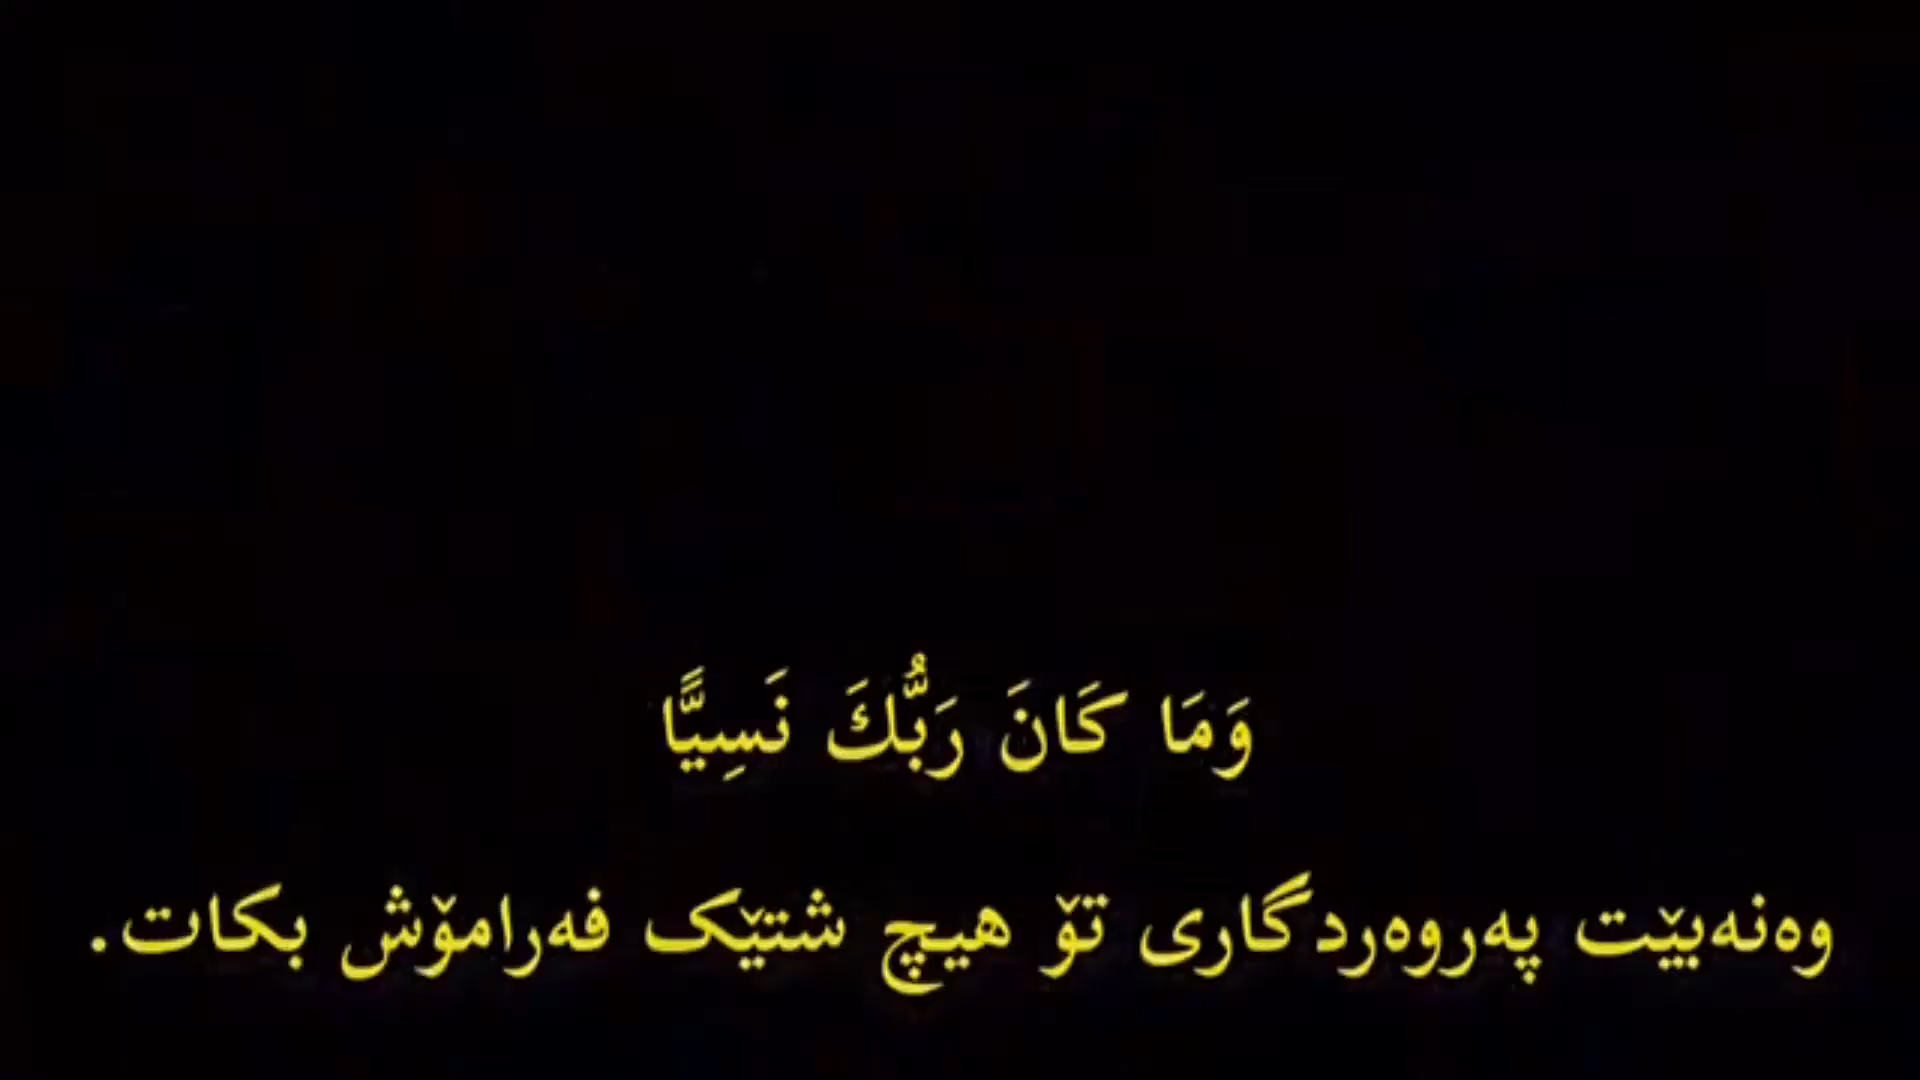 وَمَا كَانَ رَبُّكَ نَسِيًّا
وەنەبێت پەروەردگاری تۆ هیچ شتێک فەرامۆش بکات.